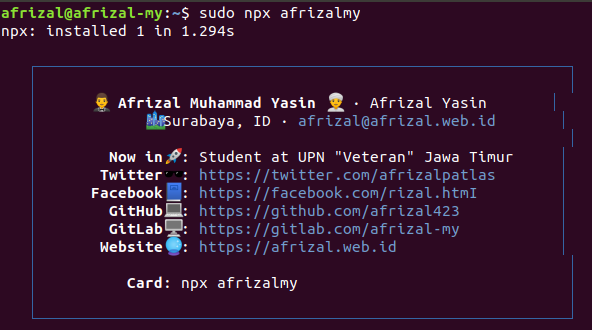 afrizal@afrizal-my:~$ sudo npx afrizalmy
npx: installed 1 in 1.294s
Afrizal Muhammad Yasin · Afrizal Yasin
Surabaya, ID · afrizal@afrizal.web.id
Now in: Student at UPN "Veteran" Jawa Timur
Twitter: https://twitter.com/afrizalpatlas
Facebook: https://facebook.com/rizal.htmI
GitHub: https://github.com/afrizal423
GitLab: https://gitlab.com/afrizal-my
Website: https://afrizal.web.id
Card: npx afrizalmy